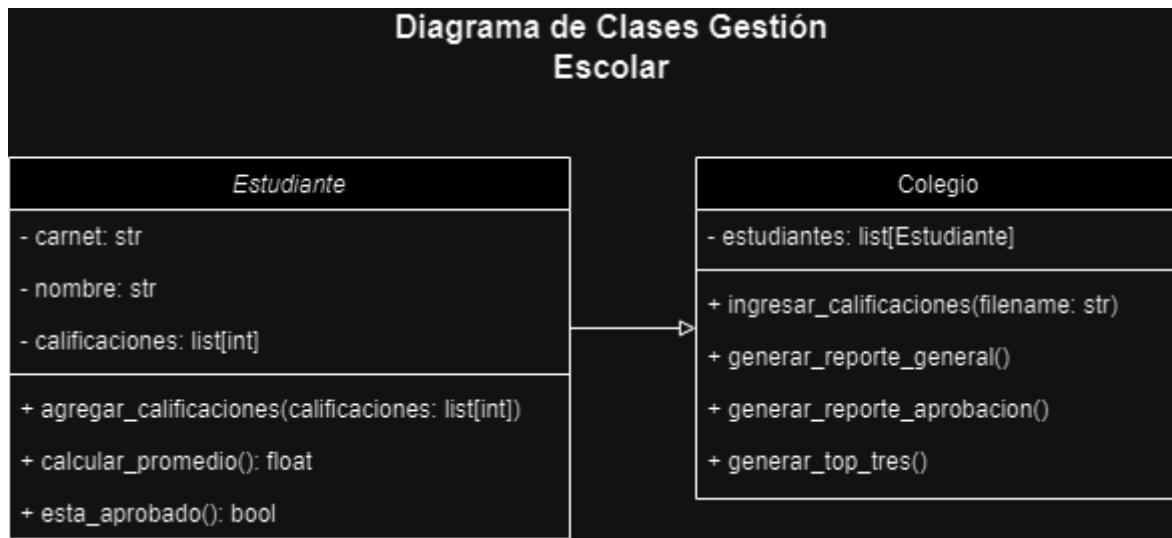 Diagrama de Clases Gestión
Escolar
Estudiante
- carnet: str
- nombre: str
- calificaciones: list[int]
+ agregar_calificaciones(calificaciones: list[int])
+ calcular_promedio(): float
+ esta_aprobado(): bool
Colegio
- estudiantes: list[Estudiante]
+ ingresar_calificaciones(filename: str)
+ generar_reporte_general()
+ generar_reporte_aprobacion()
+ generar_top_tres()